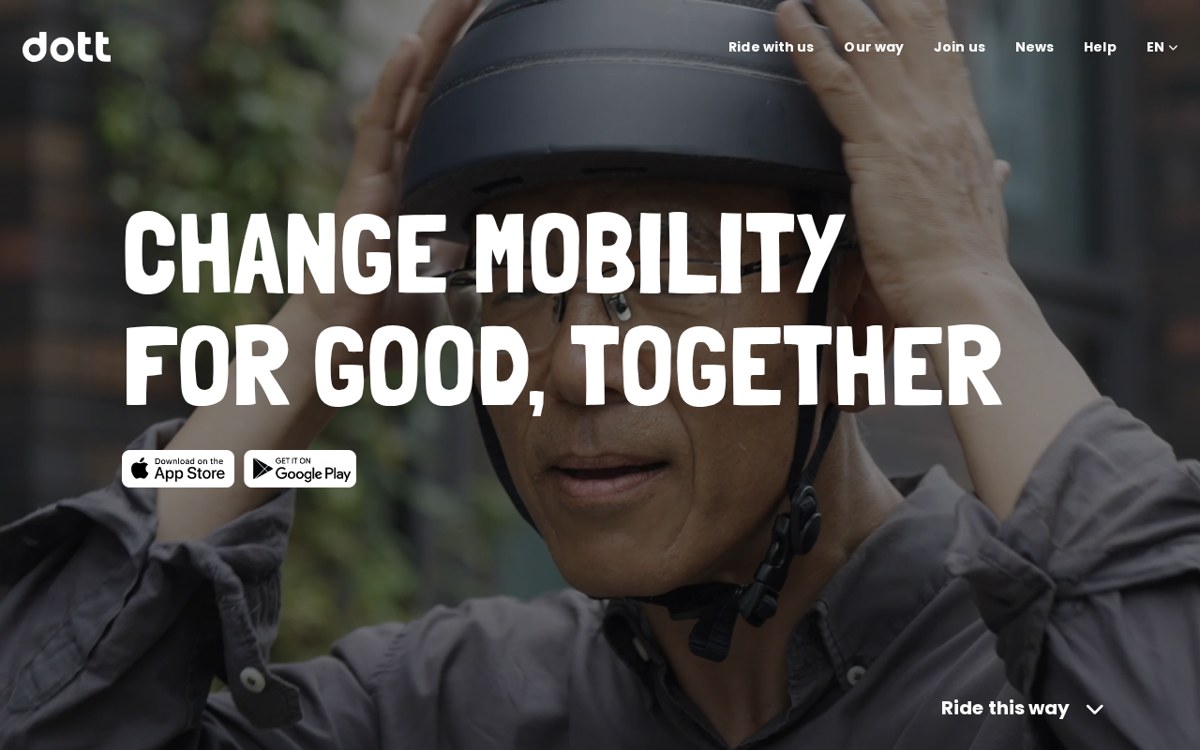 dott
Ride with us
Our way
Join us
News
Help
EN
CHANGE MOBILITY
FOR GOOD, TOGETHER
Download on the
App Store
GET IT ON
Google Play
Ride this way